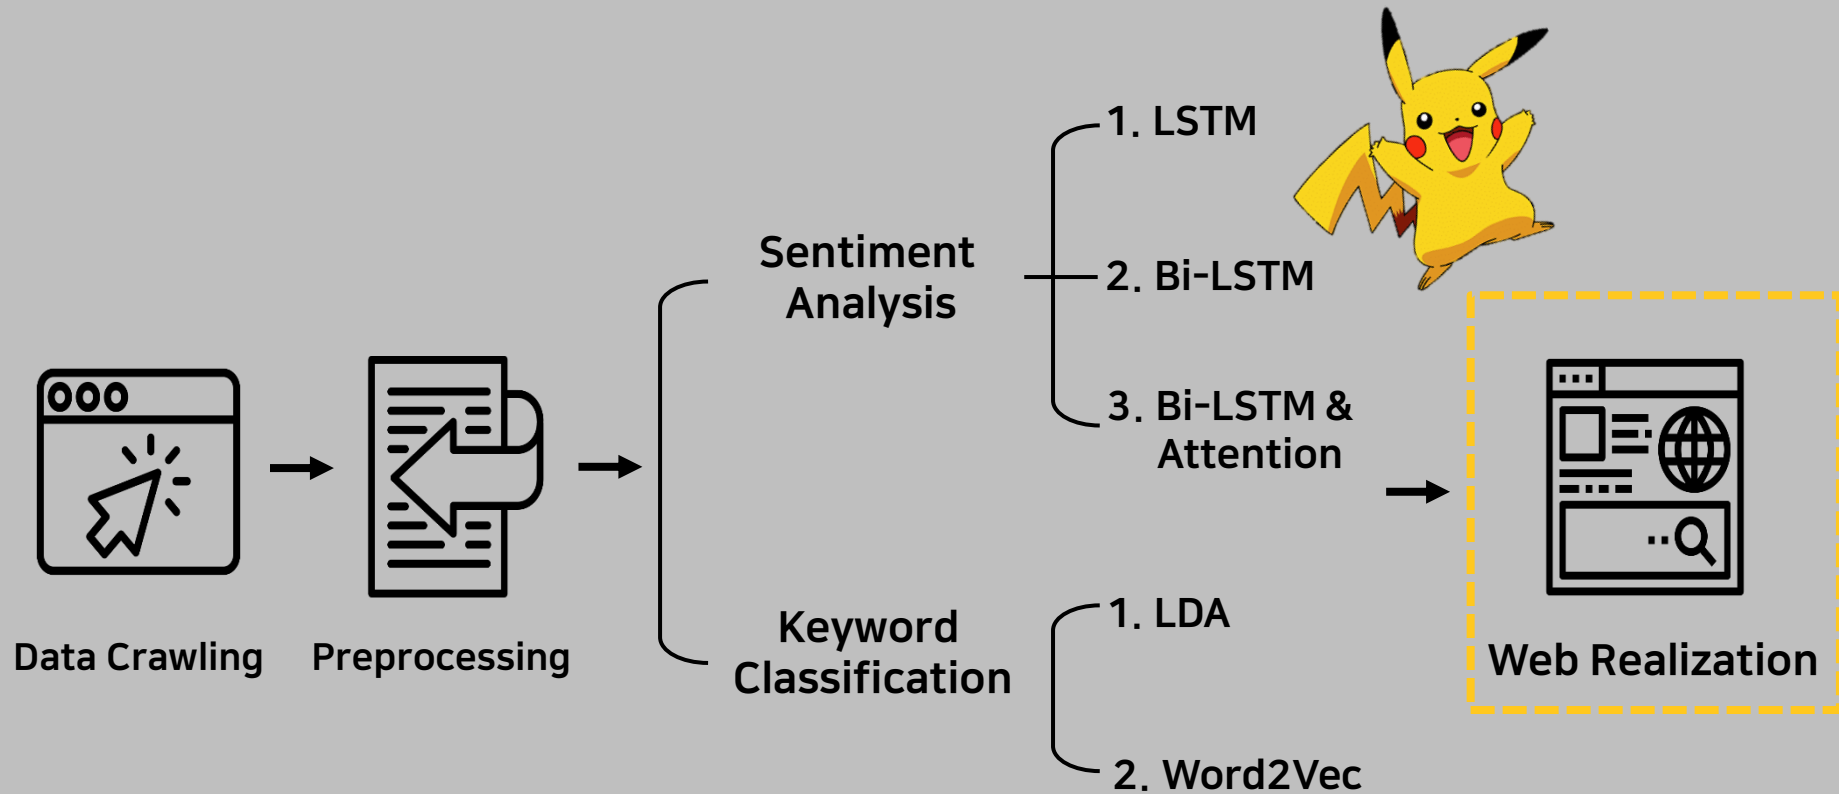 Data Crawling
Preprocessing
Sentiment
Analysis
1. LSTM
2. Bi-LSTM
3. Bi-LSTM &
Attention
Keyword
Classification
1. LDA
2. Word2Vec
Web Realization